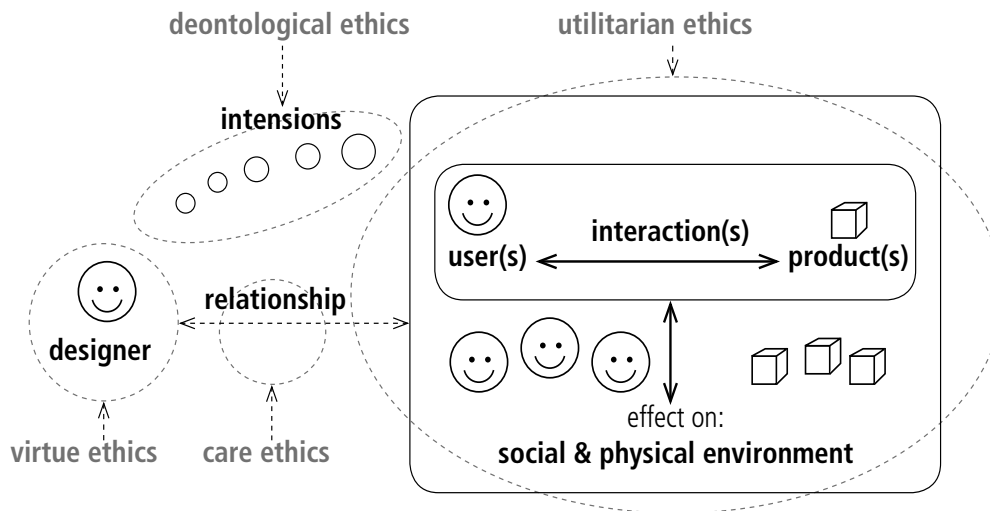 deontological ethics
utilitarian ethics
intensions
user(s)
interaction(s)
product(s)
relationship
designer
effect on:
social & physical environment
virtue ethics
care ethics